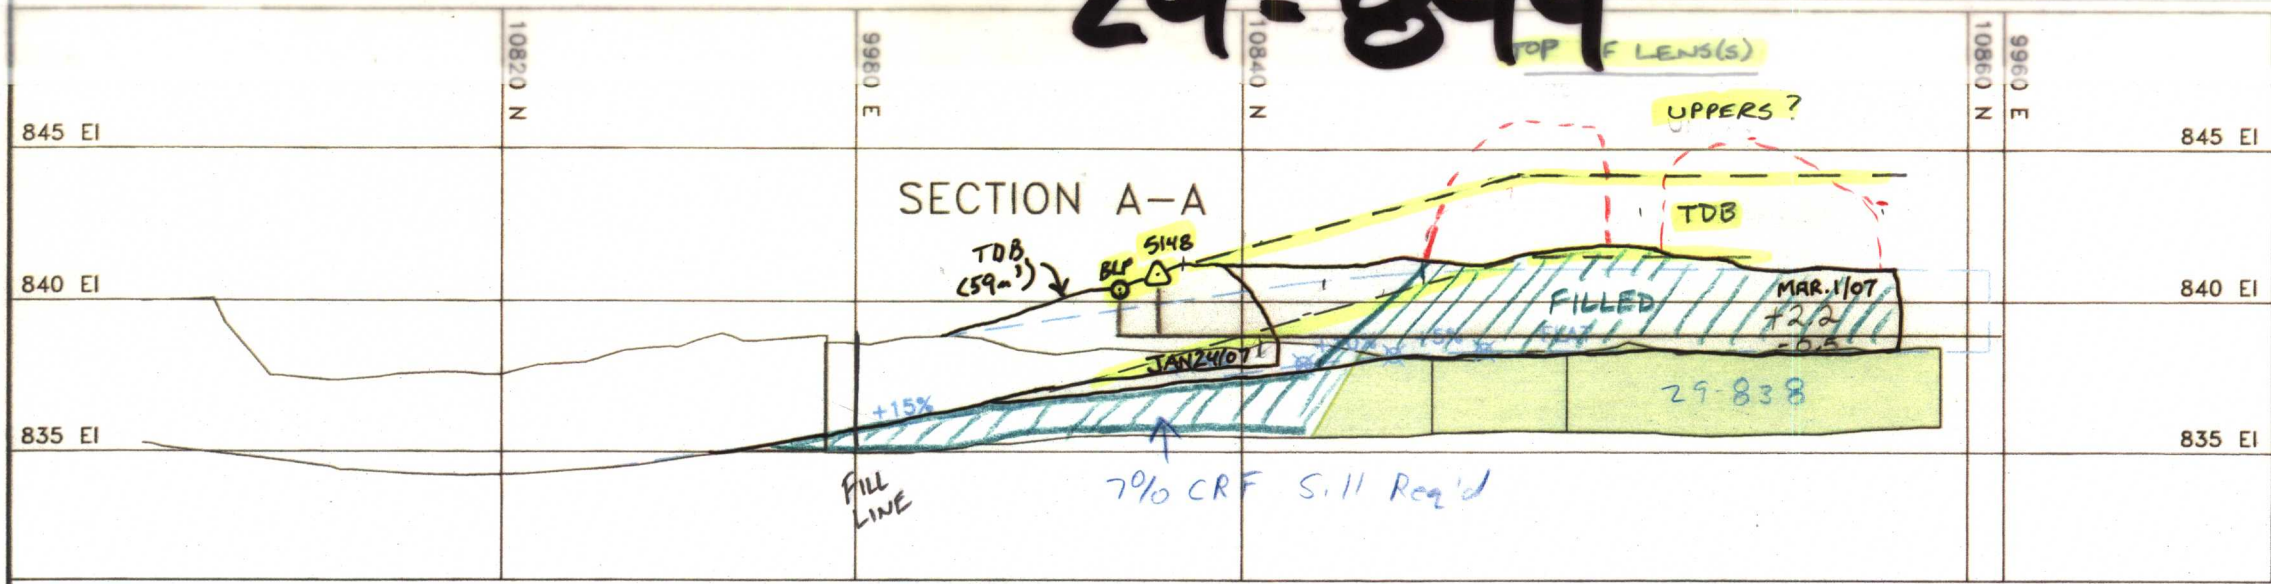 29-844
TOP OF LENS(S)
10820 N
9980 E
10840 N
10860 N
9960 E
UPPERS?
845 El
845 El
SECTION A-A
TDB
TDB
(59m³)
BLP
5148
840 El
840 El
FILLED
MAR.1/07
+2.2
-0.5
JAN24/07
+15%
29-838
835 El
835 El
FILL
LINE
7% CRF Sill Req'd